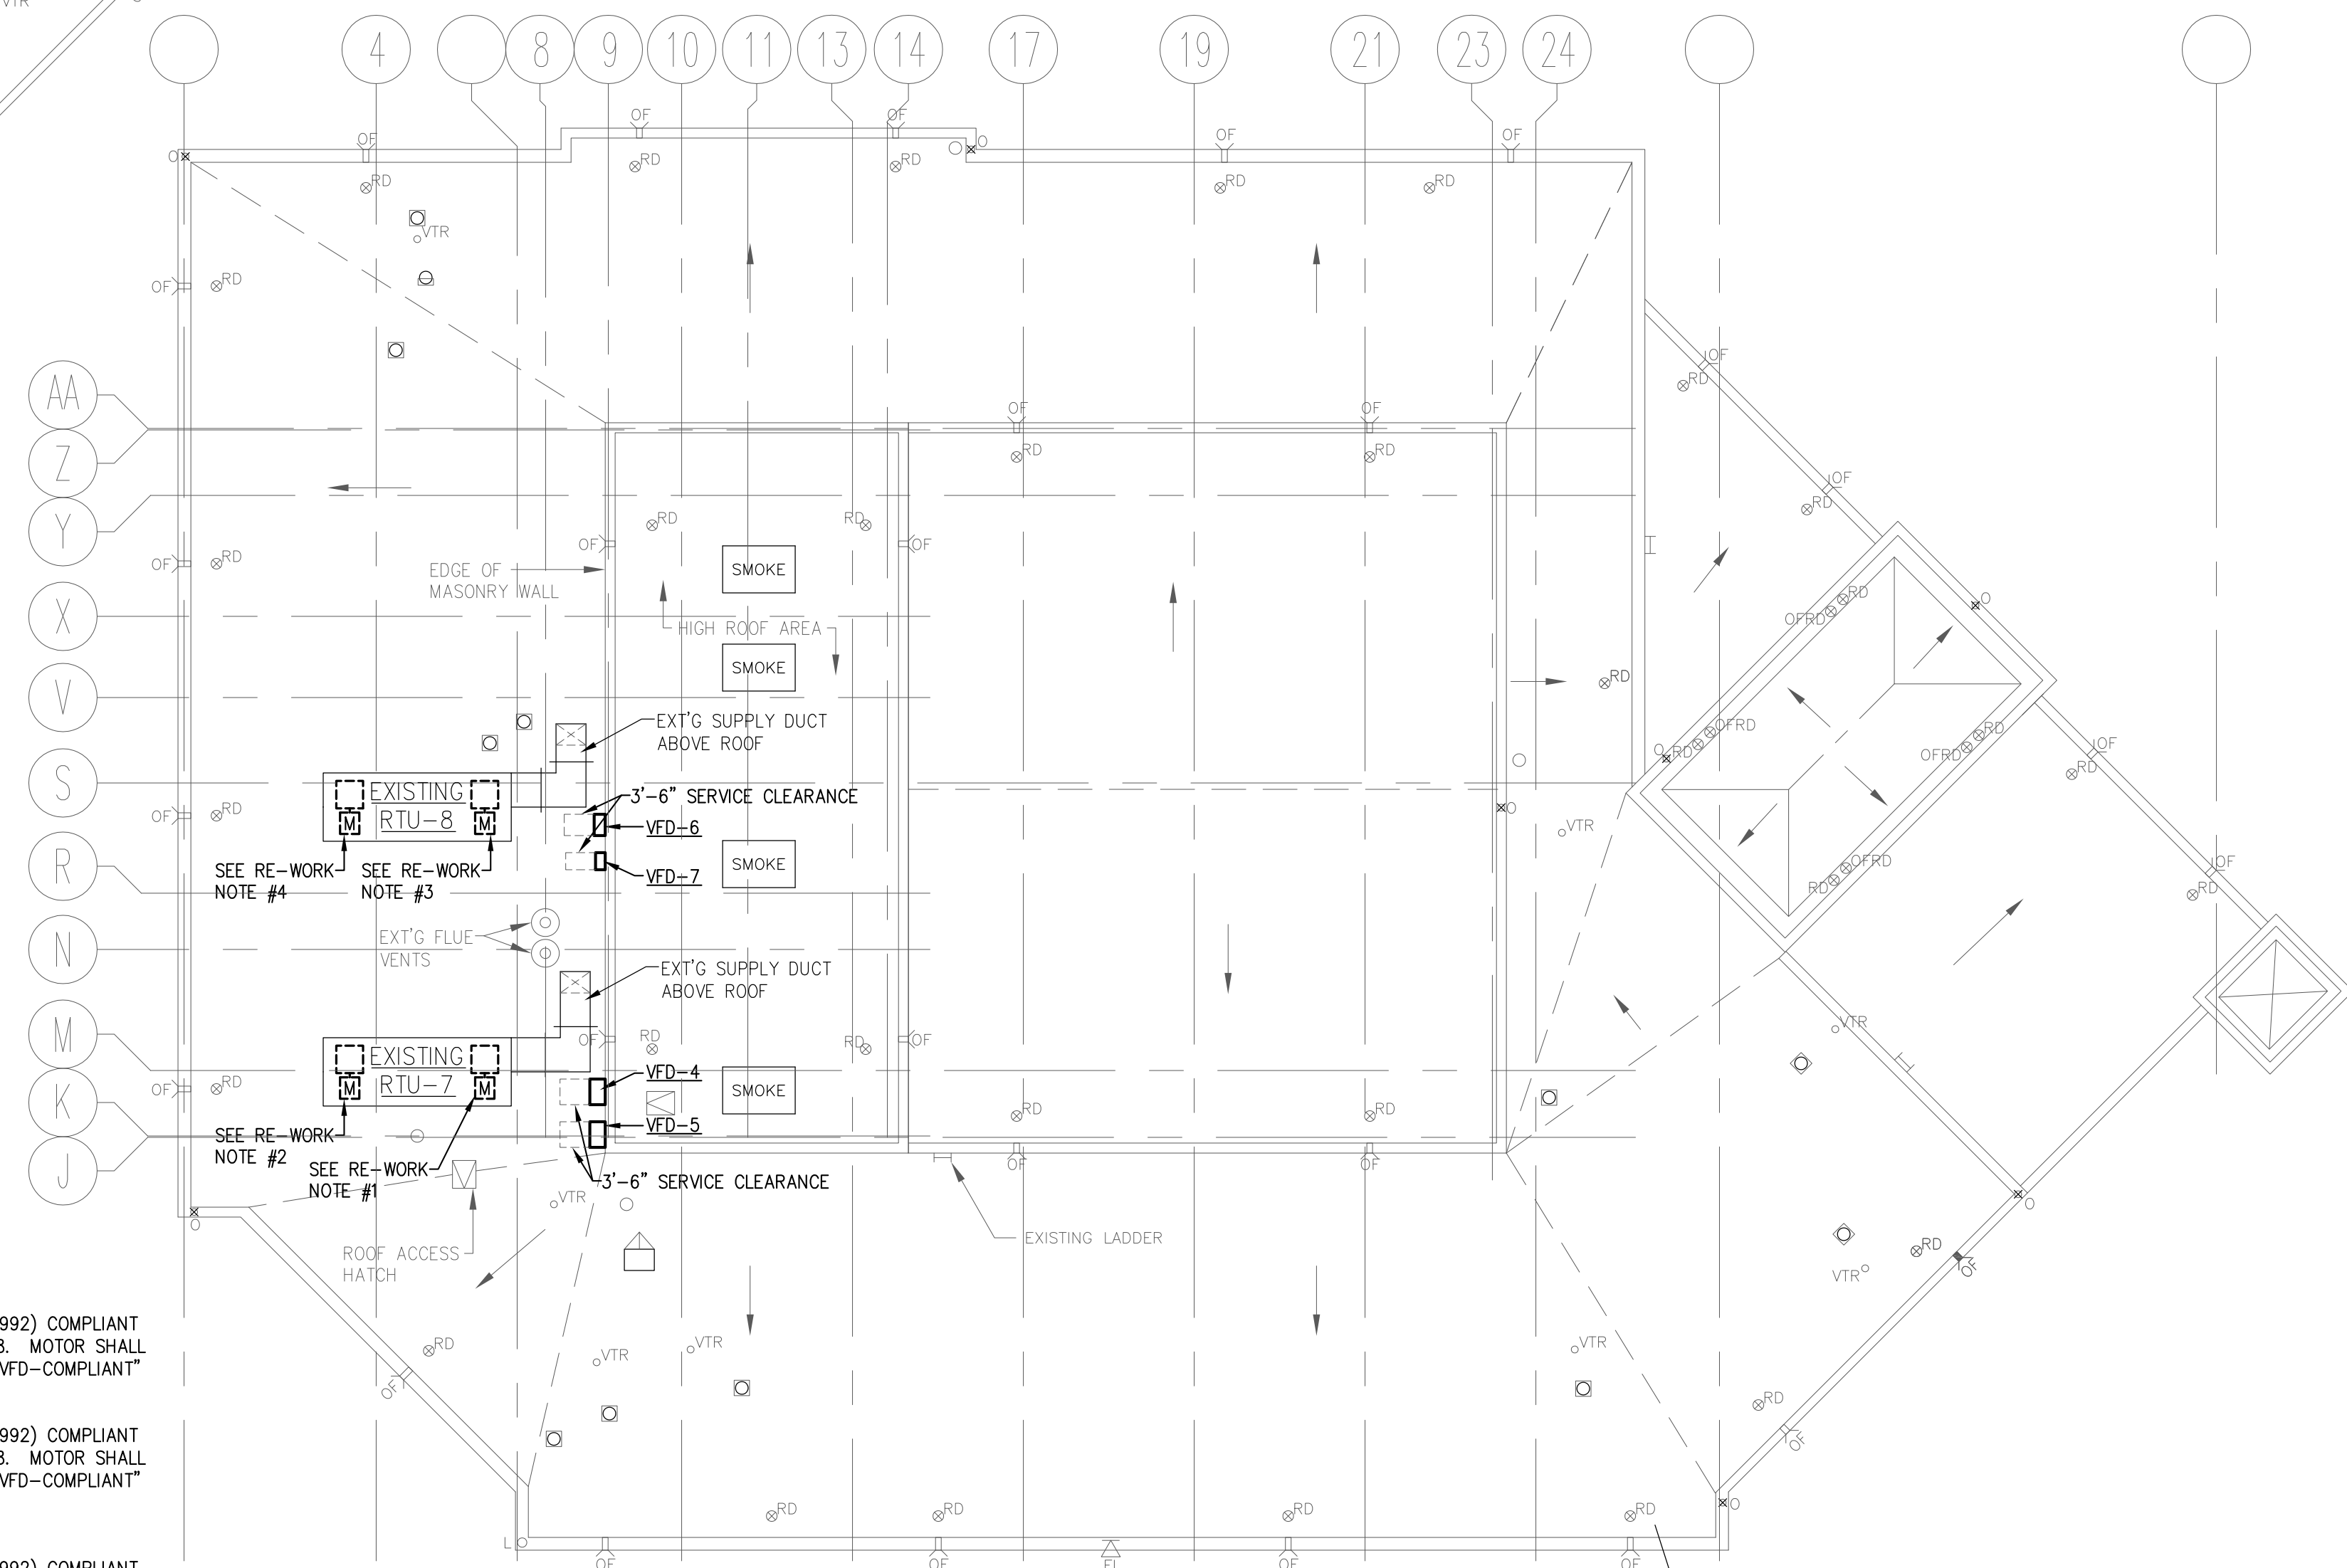 VTR
4
8
9
10
11
13
14
17
19
21
23
24
OF
OF
OF
OF
OF
O
O
RD
RD
RD
RD
RD
VTR
OF
RD
OF
RD
AA
Z
Y
X
V
S
R
N
M
K
J
OF
OF
RD
RD
OF
RD
RD
RD
OF
OF
OF
RD
EDGE OF
MASONRY WALL
SMOKE
HIGH ROOF AREA
SMOKE
RD
OFRD
O
RD
OFRD
O
RD
OFRD
RD
OF
RD
EXT'G SUPPLY DUCT
ABOVE ROOF
EXISTING
RTU-8
M
M
3'-6" SERVICE CLEARANCE
VFD-6
VFD-7
SMOKE
OF
RD
O
VTR
OFRD
RD
OF
RD
SEE RE-WORK
NOTE #4
SEE RE-WORK
NOTE #3
EXT'G FLUE
VENTS
EXT'G SUPPLY DUCT
ABOVE ROOF
EXISTING
RTU-7
M
M
OF
RD
RD
OF
VFD-4
VFD-5
SMOKE
OF
RD
RD
RD
VTR
SEE RE-WORK
NOTE #2
SEE RE-WORK
NOTE #1
3'-6" SERVICE CLEARANCE
OF
OF
O
VTR
O
ROOF ACCESS
HATCH
EXISTING LADDER
RD
OF
VTR
992) COMPLIANT
MOTOR SHALL
VFD-COMPLIANT"
RD
OF
VTR
VTR
VTR
RD
OF
992) COMPLIANT
MOTOR SHALL
VFD-COMPLIANT"
RD
RD
RD
RD
O
L
OF
OF
EL
OF
OF
992) COMPLIANT